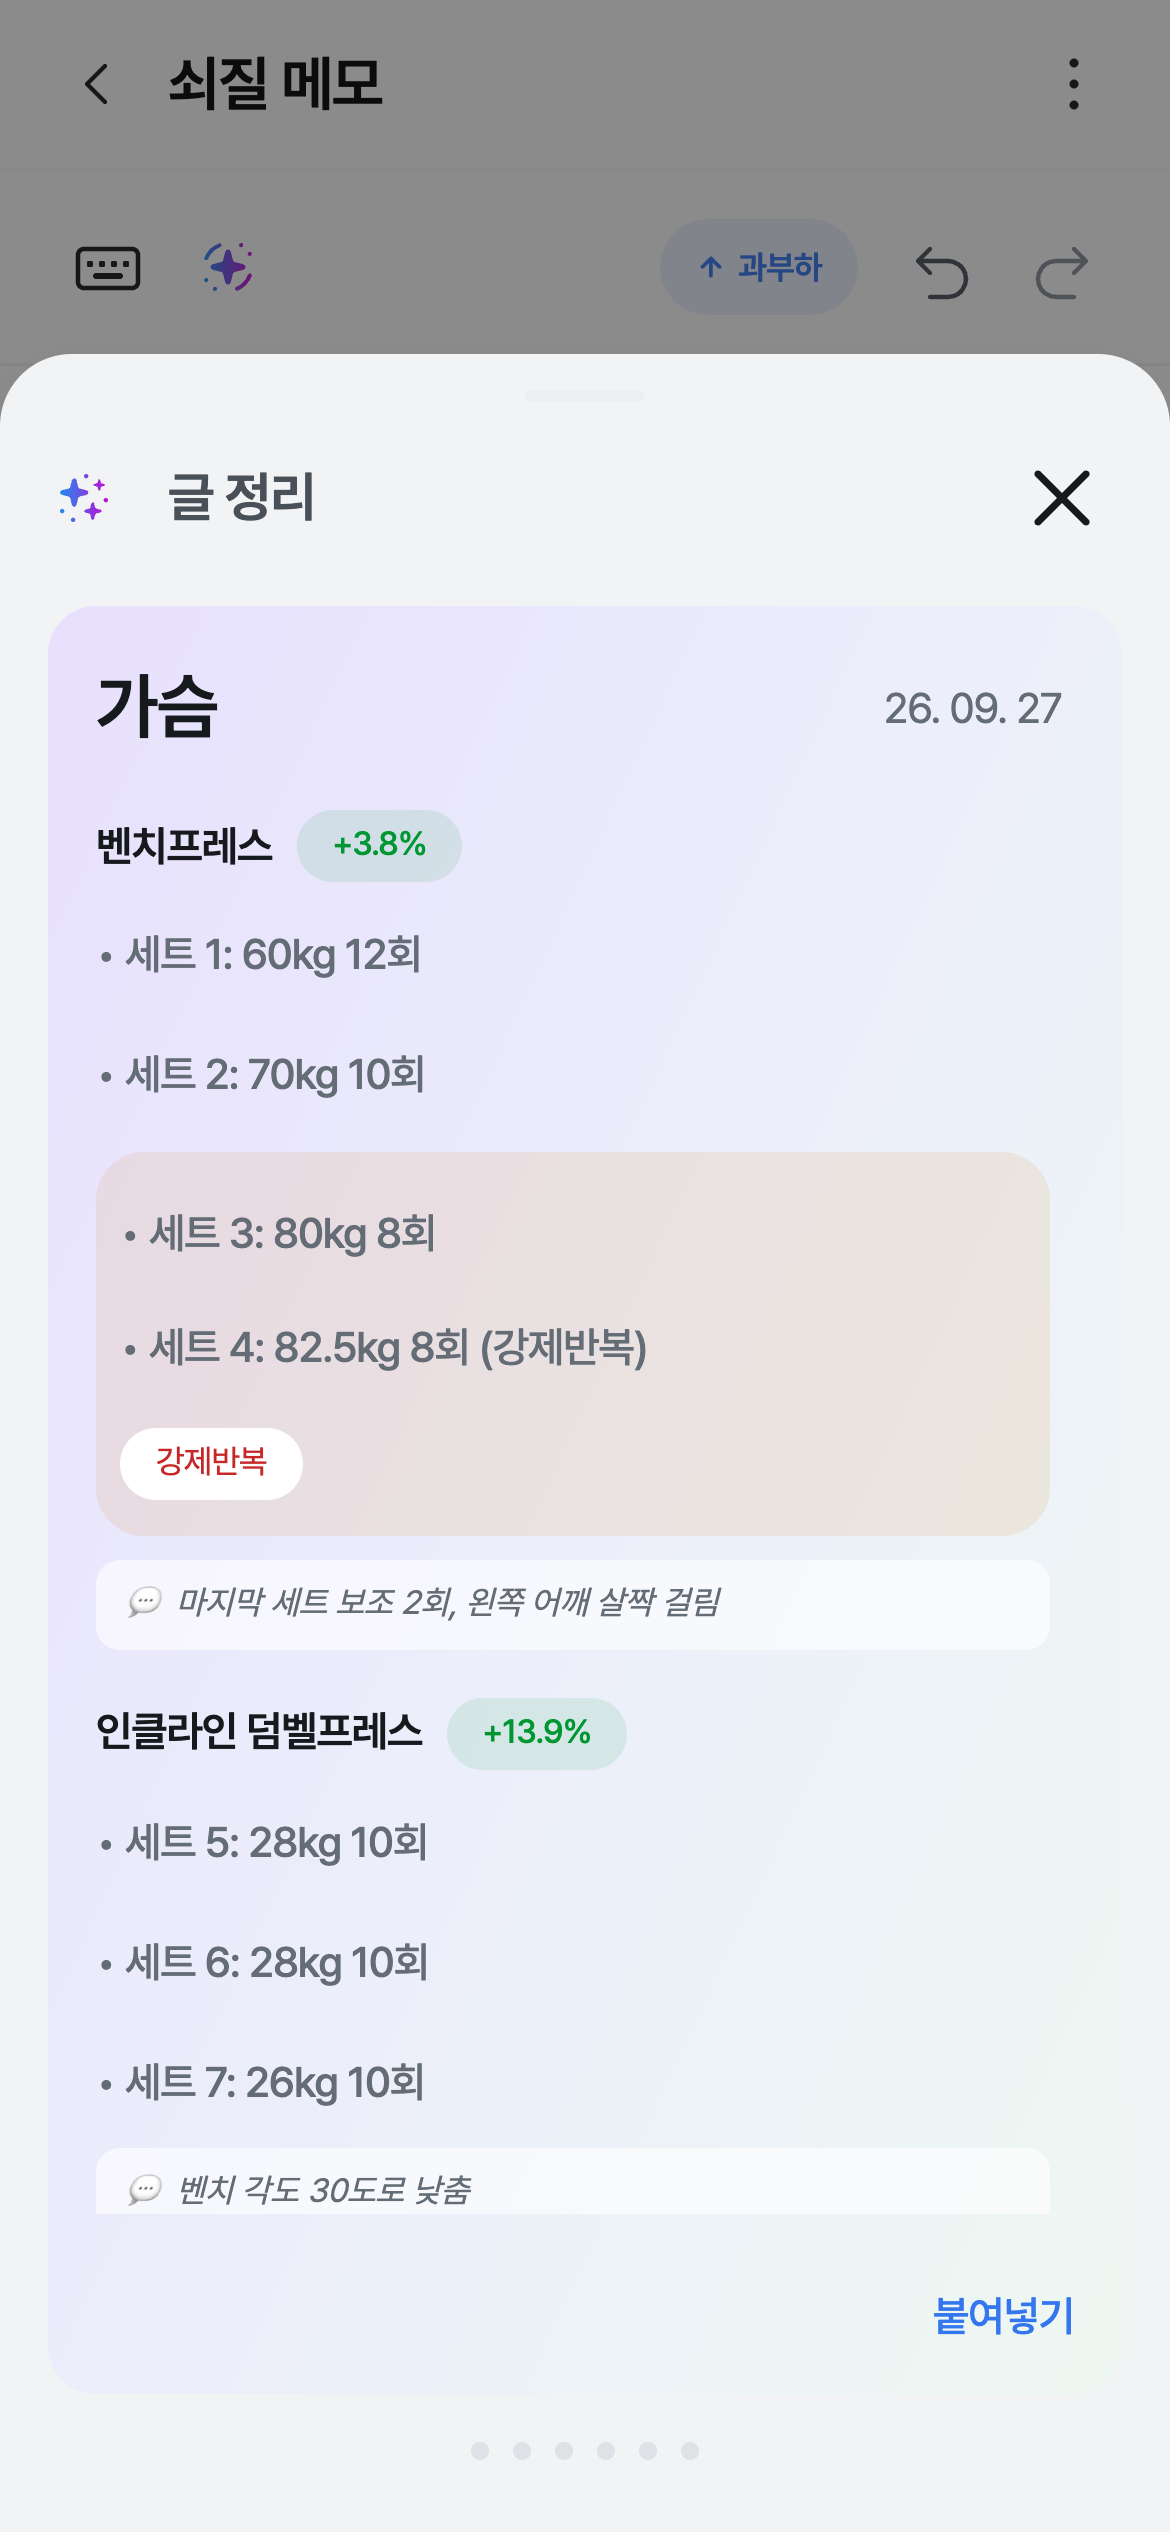 쇠질 메모
↑ 과부하
글 정리
가슴
26. 09. 27
벤치프레스
+3.8%
• 세트 1: 60kg 12회
• 세트 2: 70kg 10회
• 세트 3: 80kg 8회
• 세트 4: 82.5kg 8회 (강제반복)
강제반복
💬 마지막 세트 보조 2회, 왼쪽 어깨 살짝 걸림
인클라인 덤벨프레스
+13.9%
• 세트 5: 28kg 10회
• 세트 6: 28kg 10회
• 세트 7: 26kg 10회
💬 벤치 각도 30도로 낮춤
붙여넣기